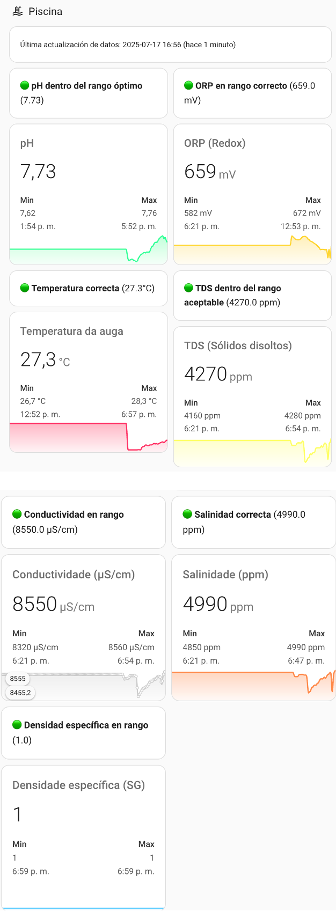 Piscina
Última actualización de datos: 2025-07-17 16:56 (hace 1 minuto)
pH dentro del rango óptimo
(7.73)
ORP en rango correcto (659.0
mV)
pH
7,73
Min Max
7,62 7,76
1:54 p. m. 5:52 p. m.
ORP (Redox)
659 mV
Min Max
582 mV 672 mV
6:21 p. m. 12:53 p. m.
Temperatura correcta (27.3°C)
TDS dentro del rango
aceptable (4270.0 ppm)
Temperatura da auga
27,3 °C
Min Max
26,7 °C 28,3 °C
12:52 p. m. 6:57 p. m.
TDS (Sólidos disoltos)
4270 ppm
Min Max
4160 ppm 4280 ppm
6:21 p. m. 6:54 p. m.
Conductividad en rango
(8550.0 µS/cm)
Salinidad correcta (4990.0
ppm)
Conductividade (µS/cm)
8550 µS/cm
Min Max
8320 µS/cm 8560 µS/cm
6:21 p. m. 6:54 p. m.
8555
8455.2
Salinidade (ppm)
4990 ppm
Min Max
4850 ppm 4990 ppm
6:21 p. m. 6:47 p. m.
Densidad específica en rango
(1.0)
Densidade específica (SG)
1
Min Max
1 1
6:59 p. m. 6:59 p. m.